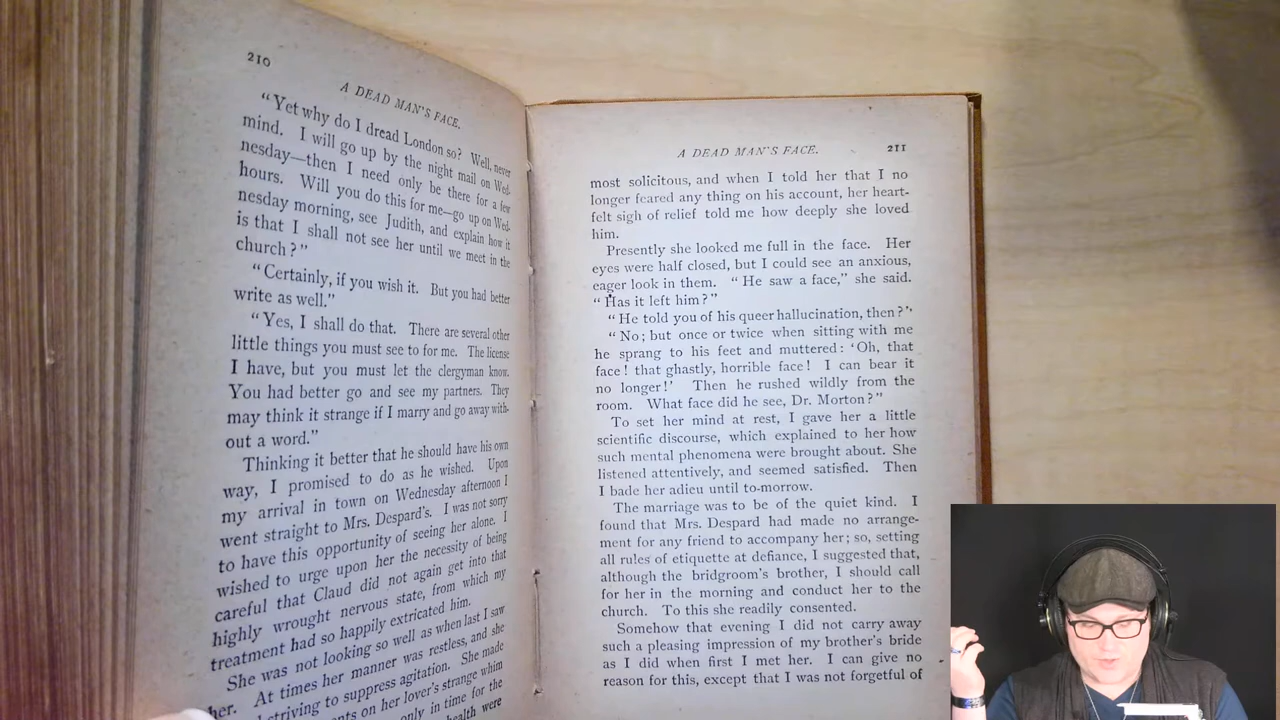 210
A DEAD MAN'S FACE.
"Yet why do I dread London so? Well, never
mind. I will go up by the night mail on Wed-
nesday—then I need only be there for a few
hours. Will you do this for me—go up on Wed-
nesday morning, see Judith, and explain how it
is that I shall not see her until we meet in the
church?"
"Certainly, if you wish it. But you had better
write as well."
"Yes, I shall do that. There are several other
little things you must see to for me. The license
I have, but you must let the clergyman know.
You had better go and see my partners. They
may think it strange if I marry and go away with-
out a word."
Thinking it better that he should have his own
way, I promised to do as he wished. Upon
my arrival in town on Wednesday afternoon I
went straight to Mrs. Despard's. I was not sorry
to have this opportunity of seeing her alone. I
wished to urge upon her the necessity of being
careful that Claud did not again get into that
highly wrought nervous state, from which my
treatment had so happily extricated him.
She was not looking so well as when last I saw
her. At times her manner was restless, and she
striving to suppress agitation. She made
on her lover's strange whim
only in time for the
health were
A DEAD MAN'S FACE. 211
most solicitous, and when I told her that I no
longer feared any thing on his account, her heart-
felt sigh of relief told me how deeply she loved
him.
Presently she looked me full in the face. Her
eyes were half closed, but I could see an anxious,
eager look in them. "He saw a face," she said.
"Has it left him?"
"He told you of his queer hallucination, then?"
"No; but once or twice when sitting with me
he sprang to his feet and muttered: 'Oh, that
face! that ghastly, horrible face! I can bear it
no longer!' Then he rushed wildly from the
room. What face did he see, Dr. Morton?"
To set her mind at rest, I gave her a little
scientific discourse, which explained to her how
such mental phenomena were brought about. She
listened attentively, and seemed satisfied. Then
I bade her adieu until to-morrow.
The marriage was to be of the quiet kind. I
found that Mrs. Despard had made no arrange-
ment for any friend to accompany her; so, setting
all rules of etiquette at defiance, I suggested that,
although the bridgroom's brother, I should call
for her in the morning and conduct her to the
church. To this she readily consented.
Somehow that evening I did not carry away
such a pleasing impression of my brother's bride
as I did when first I met her. I can give no
reason for this, except that I was not forgetful of